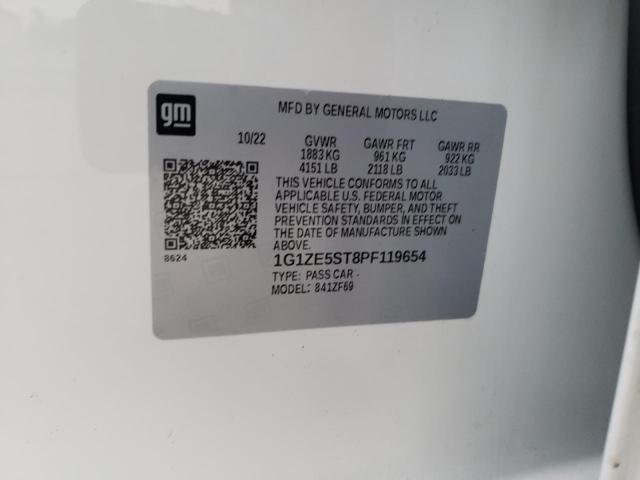 gm
MFD BY GENERAL MOTORS LLC
10/22 GVWR GAWR FRT GAWR RR
1883 KG 961 KG 922 KG
4151 LB 2118 LB 2033 LB
THIS VEHICLE CONFORMS TO ALL
APPLICABLE U.S. FEDERAL MOTOR
VEHICLE SAFETY, BUMPER, AND THEFT
PREVENTION STANDARDS IN EFFECT ON
THE DATE OF MANUFACTURE SHOWN
ABOVE.
8624
1G1ZE5ST8PF119654
TYPE: PASS CAR -
MODEL: 841ZF69